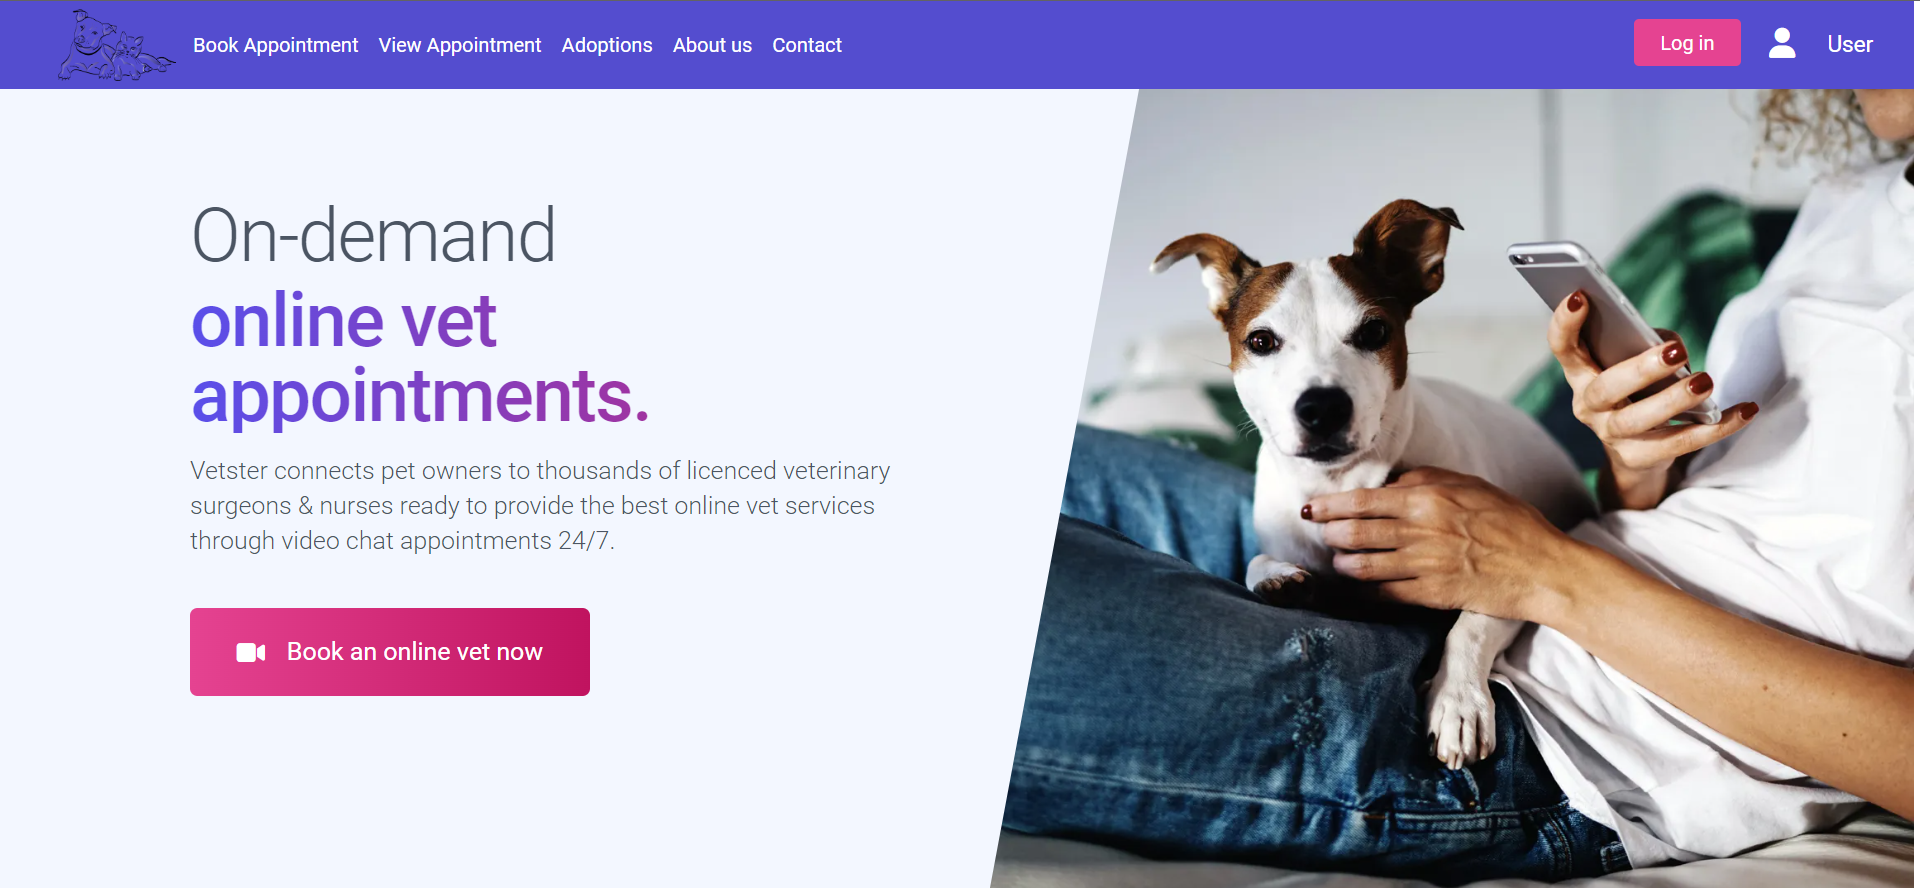 Book Appointment View Appointment Adoptions About us Contact Log in User
On-demand
online vet
appointments.
Vetster connects pet owners to thousands of licenced veterinary
surgeons & nurses ready to provide the best online vet services
through video chat appointments 24/7.
Book an online vet now